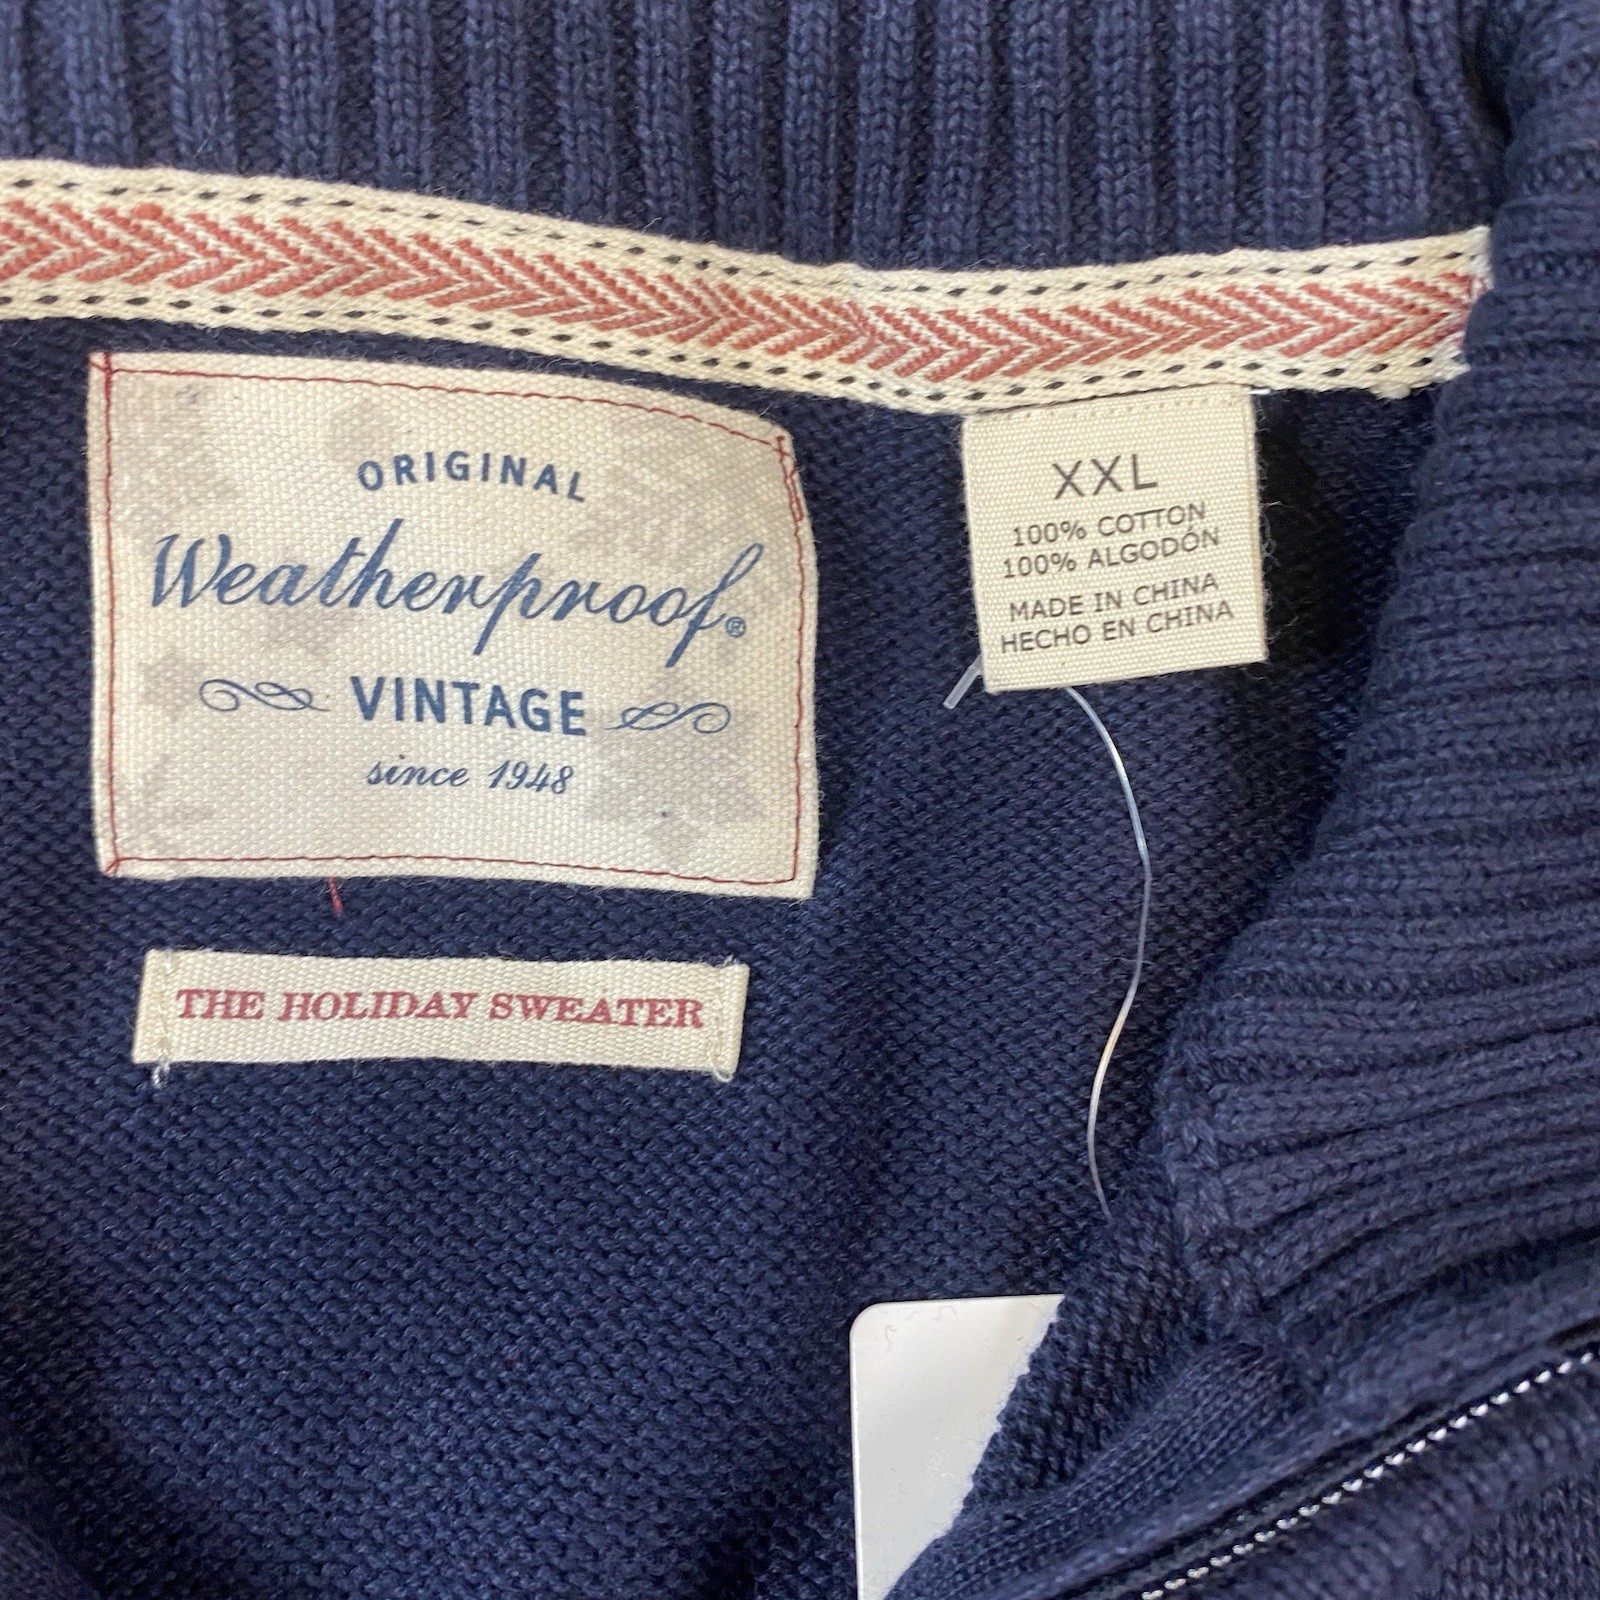 ORIGINAL
Weatherproof®
VINTAGE
since 1948
THE HOLIDAY SWEATER
XXL
100% COTTON
100% ALGODÓN
MADE IN CHINA
HECHO EN CHINA